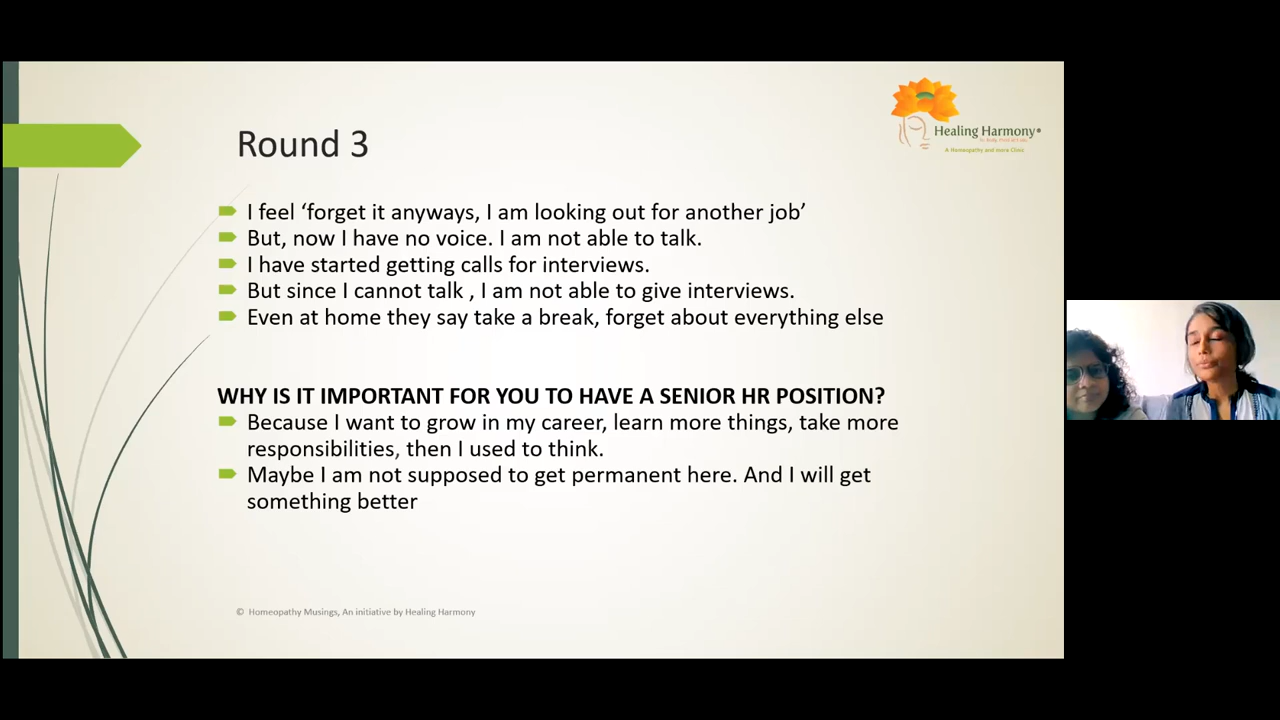 Healing Harmony
A Homeopathy and more Clinic
Round 3
I feel ‘forget it anyways, I am looking out for another job’
But, now I have no voice. I am not able to talk.
I have started getting calls for interviews.
But since I cannot talk , I am not able to give interviews.
Even at home they say take a break, forget about everything else
WHY IS IT IMPORTANT FOR YOU TO HAVE A SENIOR HR POSITION?
Because I want to grow in my career, learn more things, take more
responsibilities, then I used to think.
Maybe I am not supposed to get permanent here. And I will get
something better
© Homeopathy Musings, An initiative by Healing Harmony